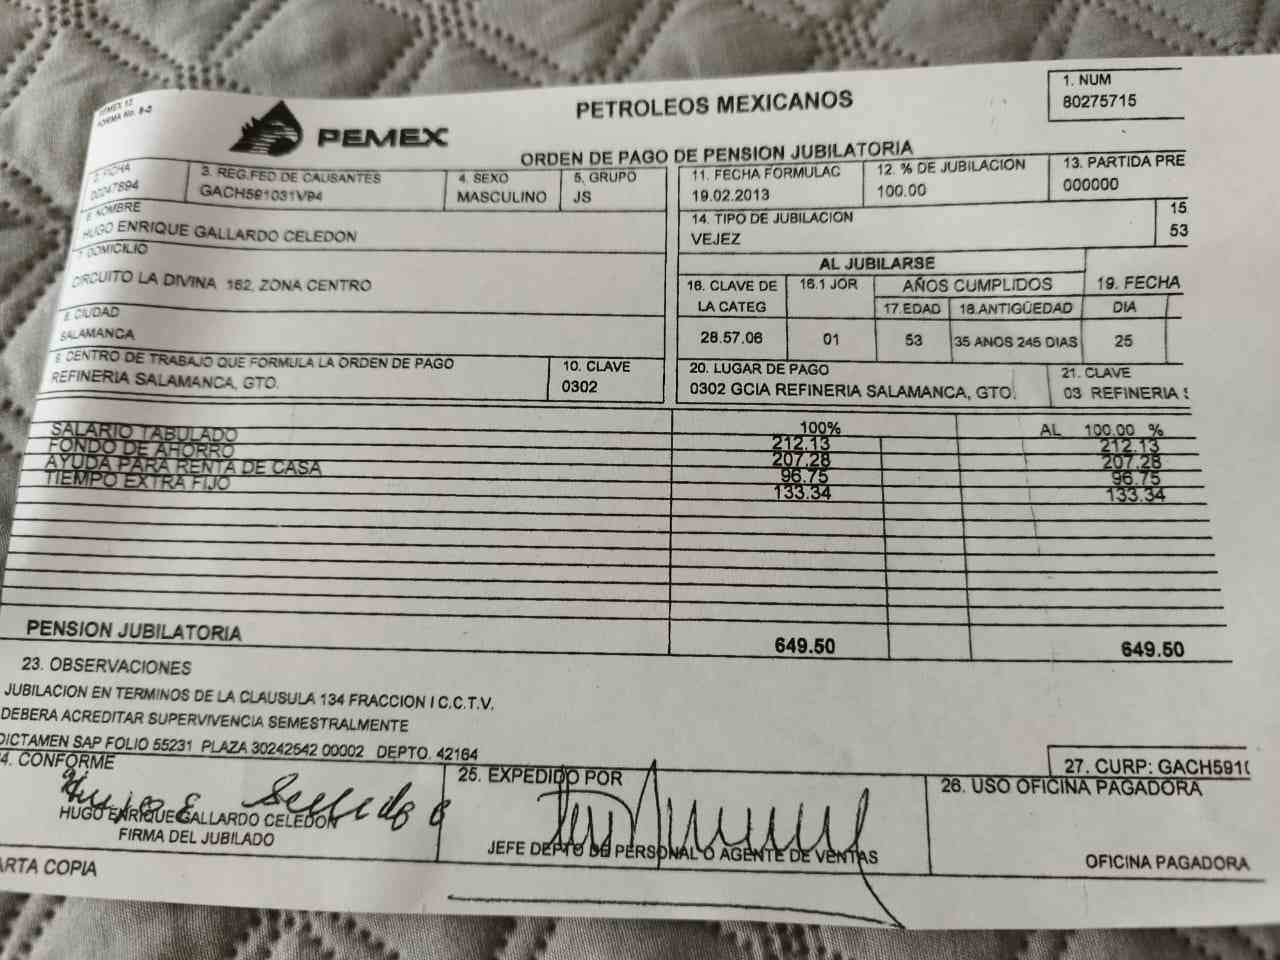 PEMEX 12
FORMA No. 8-2
PEMEX
PETROLEOS MEXICANOS
ORDEN DE PAGO DE PENSION JUBILATORIA
1. NUM
80275715
2. FICHA
00247894
3. REG.FED DE CAUSANTES
GACH591031V94
4. SEXO
MASCULINO
5. GRUPO
JS
11. FECHA FORMULAC
19.02.2013
12. % DE JUBILACION
100.00
13. PARTIDA PRE
000000
6. NOMBRE
HUGO ENRIQUE GALLARDO CELEDON
14. TIPO DE JUBILACION
VEJEZ
15
53
7. DOMICILIO
CIRCUITO LA DIVINA 162, ZONA CENTRO
AL JUBILARSE
16. CLAVE DE
LA CATEG
28.57.06
16.1 JOR
01
AÑOS CUMPLIDOS
17.EDAD
53
18.ANTIGÜEDAD
35 ANOS 245 DIAS
19. FECHA
DIA
25
8. CIUDAD
SALAMANCA
9. CENTRO DE TRABAJO QUE FORMULA LA ORDEN DE PAGO
REFINERIA SALAMANCA, GTO.
10. CLAVE
0302
20. LUGAR DE PAGO
0302 GCIA REFINERIA SALAMANCA, GTO.
21. CLAVE
03 REFINERIA
100% AL 100.00 %
SALARIO TABULADO 212.13 212.13
FONDO DE AHORRO 207.28 207.28
AYUDA PARA RENTA DE CASA 96.75 96.75
TIEMPO EXTRA FIJO 133.34 133.34
PENSION JUBILATORIA 649.50 649.50
23. OBSERVACIONES
JUBILACION EN TERMINOS DE LA CLAUSULA 134 FRACCION I C.C.T.V.
DEBERA ACREDITAR SUPERVIVENCIA SEMESTRALMENTE
DICTAMEN SAP FOLIO 55231 PLAZA 30242542 00002 DEPTO. 42164
27. CURP: GACH591
4. CONFORME
HUGO ENRIQUE GALLARDO CELEDON
FIRMA DEL JUBILADO
25. EXPEDIDO POR
JEFE DEPTO DE PERSONAL O AGENTE DE VENTAS
26. USO OFICINA PAGADORA
OFICINA PAGADORA
ARTA COPIA